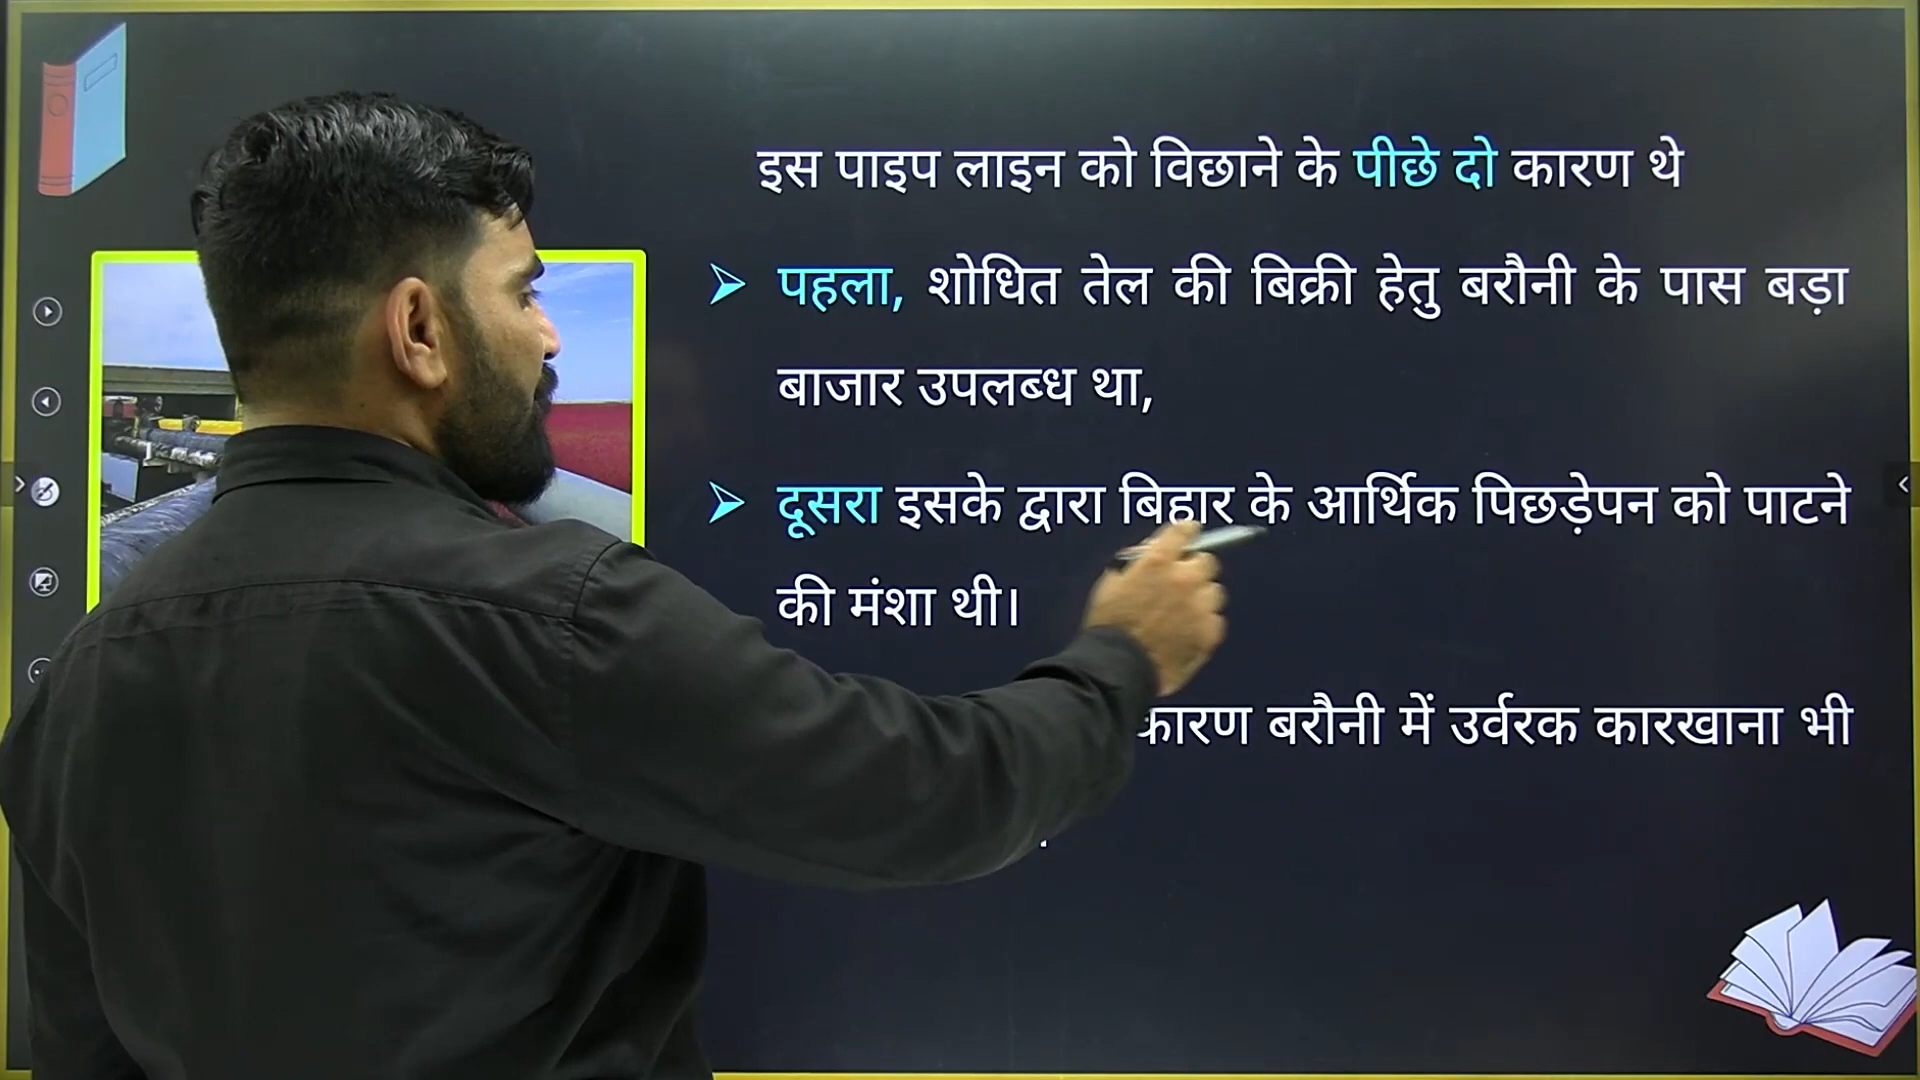 इस पाइप लाइन को विछाने के पीछे दो कारण थे
पहला, शोधित तेल की बिक्री हेतु बरौनी के पास बड़ा
बाजार उपलब्ध था,
दूसरा इसके द्वारा बिहार के आर्थिक पिछड़ेपन को पाटने
की मंशा थी।
कारण बरौनी में उर्वरक कारखाना भी